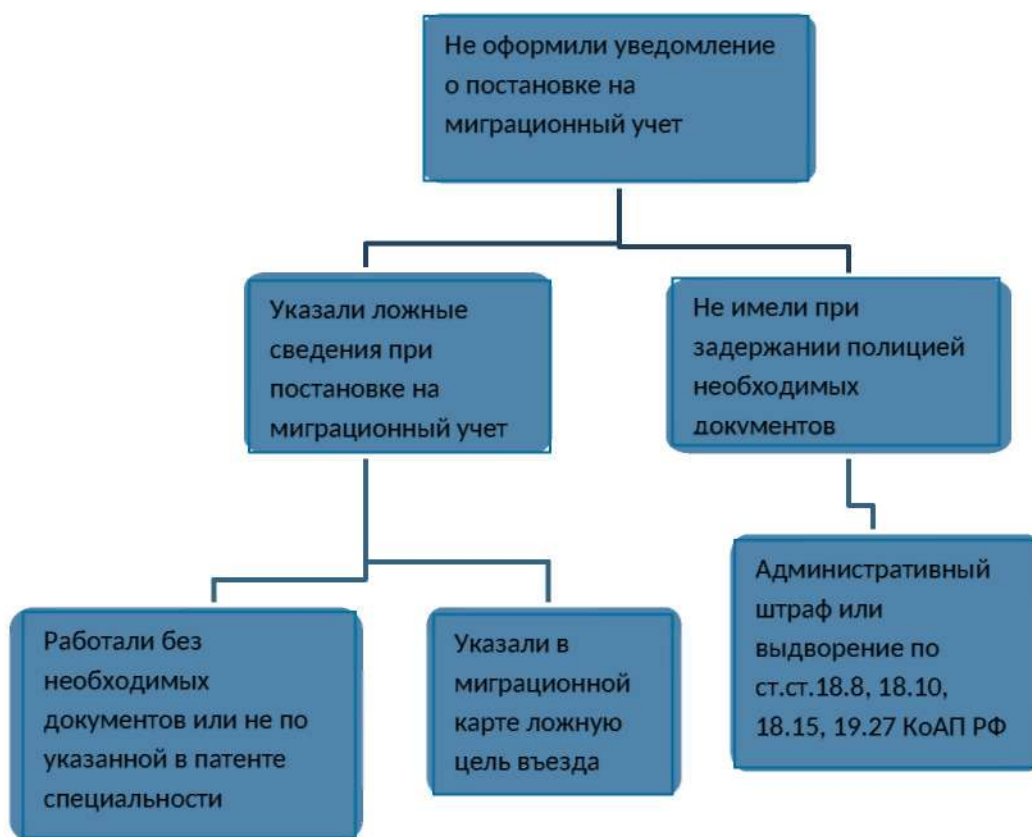 Не оформили уведомление
о постановке на
миграционный учет
Указали ложные
сведения при
постановке на
миграционный учет
Не имели при
задержании полицией
необходимых
документов
Работали без
необходимых
документов или не по
указанной в патенте
специальности
Указали в
миграционной
карте ложную
цель въезда
Административный
штраф или
выдворение по
ст.ст.18.8, 18.10,
18.15, 19.27 КоАП РФ